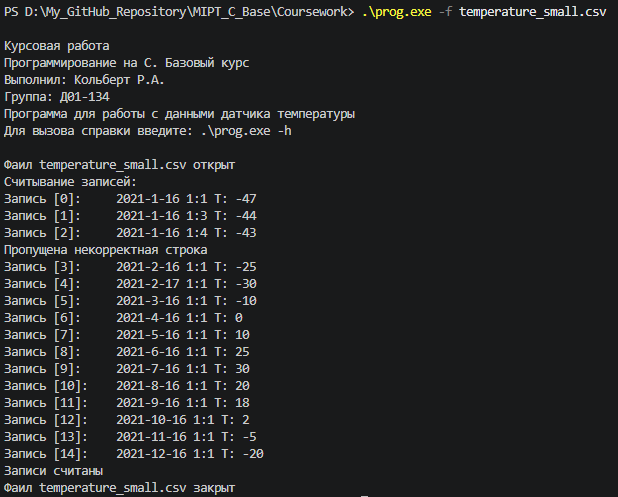 PS D:\My_GitHub_Repository\MIPT_C_Base\Coursework> .\prog.exe -f temperature_small.csv
Курсовая работа
Программирование на C. Базовый курс
Выполнил: Кольберт Р.А.
Группа: Д01-134
Программа для работы с данными датчика температуры
Для вызова справки введите: .\prog.exe -h
Фаил temperature_small.csv открыт
Считывание записей:
Запись [0]: 2021-1-16 1:1 T: -47
Запись [1]: 2021-1-16 1:3 T: -44
Запись [2]: 2021-1-16 1:4 T: -43
Пропущена некорректная строка
Запись [3]: 2021-2-16 1:1 T: -25
Запись [4]: 2021-2-17 1:1 T: -30
Запись [5]: 2021-3-16 1:1 T: -10
Запись [6]: 2021-4-16 1:1 T: 0
Запись [7]: 2021-5-16 1:1 T: 10
Запись [8]: 2021-6-16 1:1 T: 25
Запись [9]: 2021-7-16 1:1 T: 30
Запись [10]: 2021-8-16 1:1 T: 20
Запись [11]: 2021-9-16 1:1 T: 18
Запись [12]: 2021-10-16 1:1 T: 2
Запись [13]: 2021-11-16 1:1 T: -5
Запись [14]: 2021-12-16 1:1 T: -20
Записи считаны
Фаил temperature_small.csv закрыт